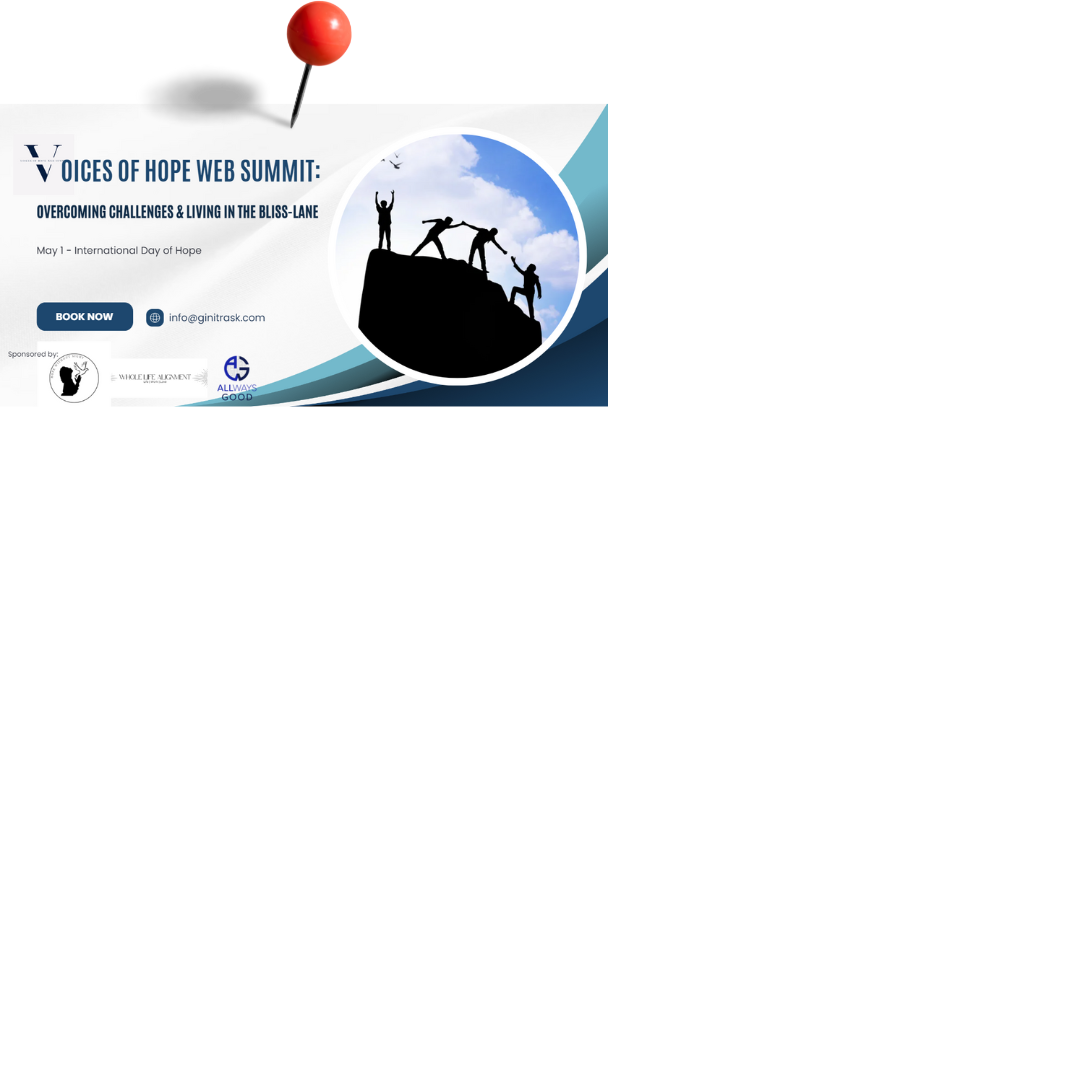 VOICES OF HOPE WEB SUMMIT:
OVERCOMING CHALLENGES & LIVING IN THE BLISS-LANE
May 1 - International Day of Hope
BOOK NOW
info@ginitrask.com
Sponsored by:
WHOLE LIFE ALIGNMENT
ALLWAYS
GOOD